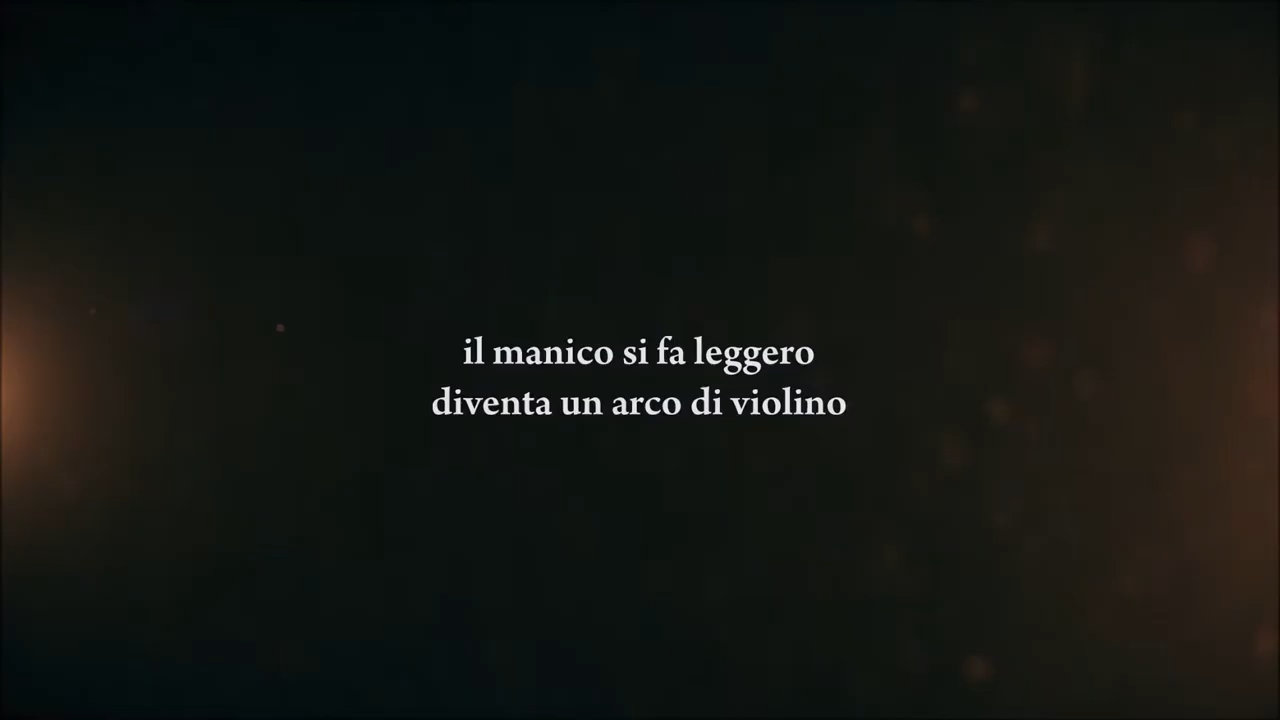 il manico si fa leggero
diventa un arco di violino